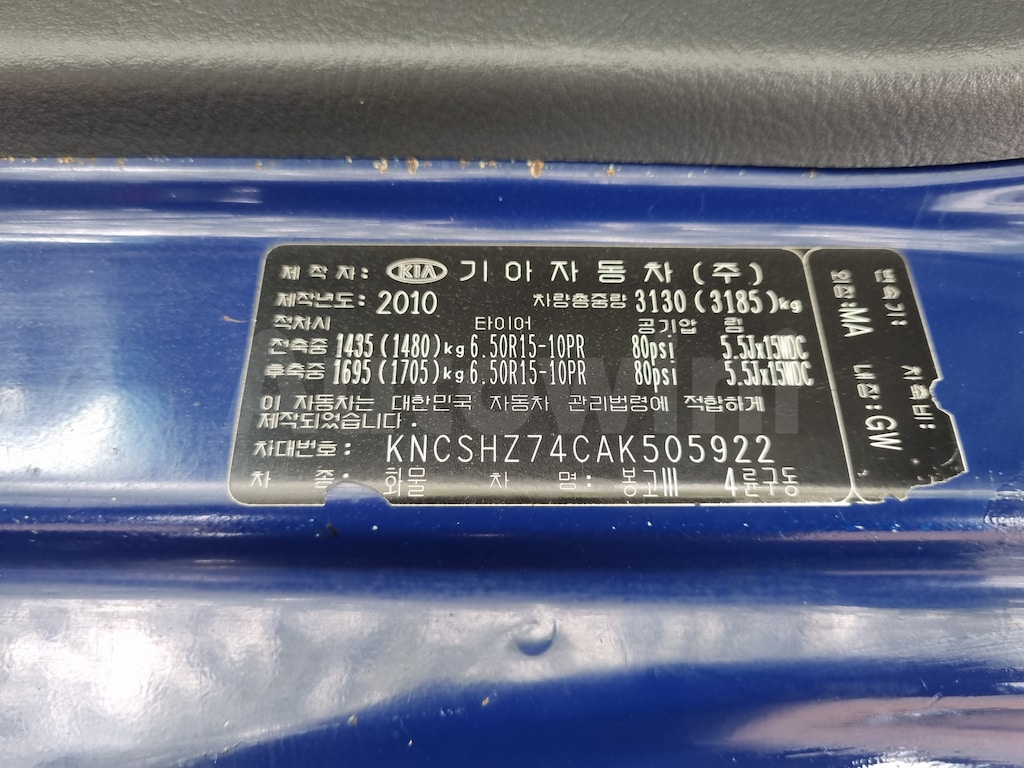 제 작 자 : KIA 기 아 자 동 차 ( 주 )
제작년도: 2010 차량총중량 3130 (3185)kg
적차시 타이어 공기압 림
전축중 1435 (1480)kg 6.50R15-10PR 80psi 5.5Jx15WDC
후축중 1695 (1705)kg 6.50R15-10PR 80psi 5.5Jx15WDC
이 자동차는 대한민국 자동차 관리법령에 적합하게
제작되었습니다.
차대번호: KNCSHZ74CAK505922
차 종: 화물 차 명: 봉고III 4륜구동
변속기: 차축비:
외장:MA 내장:GW